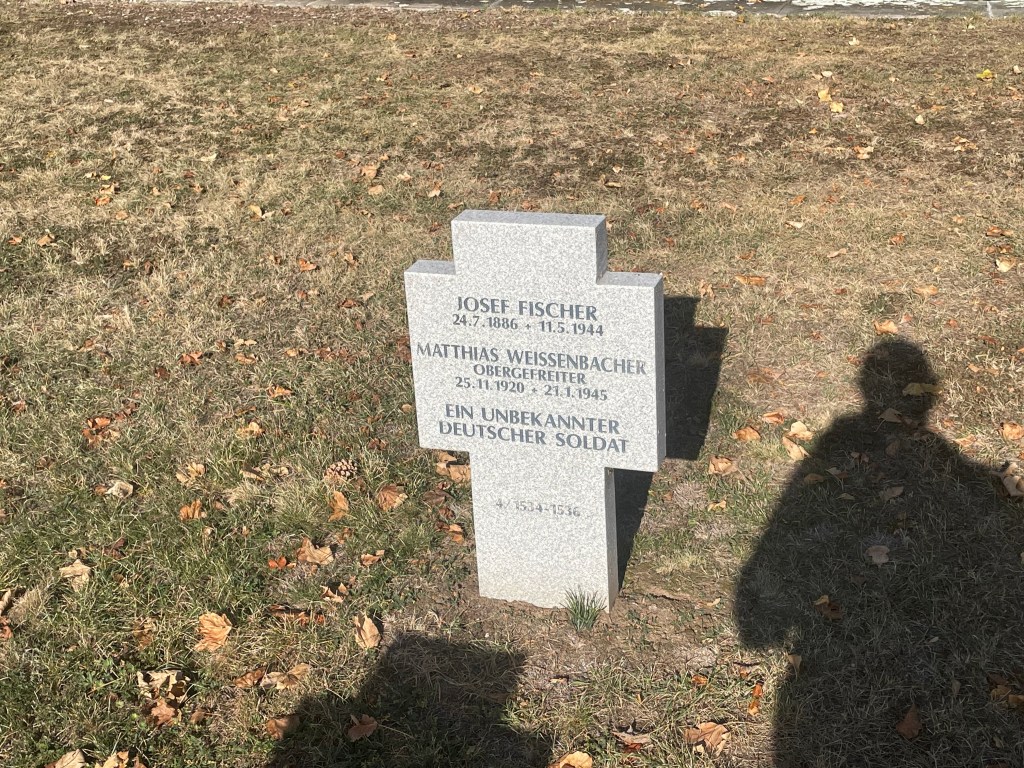 JOSEF FISCHER
24.7.1886 + 11.5.1944
MATTHIAS WEISSENBACHER
OBERGEFREITER
25.11.1920 + 21.1.1945
EIN UNBEKANNTER
DEUTSCHER SOLDAT
4/1534-1536